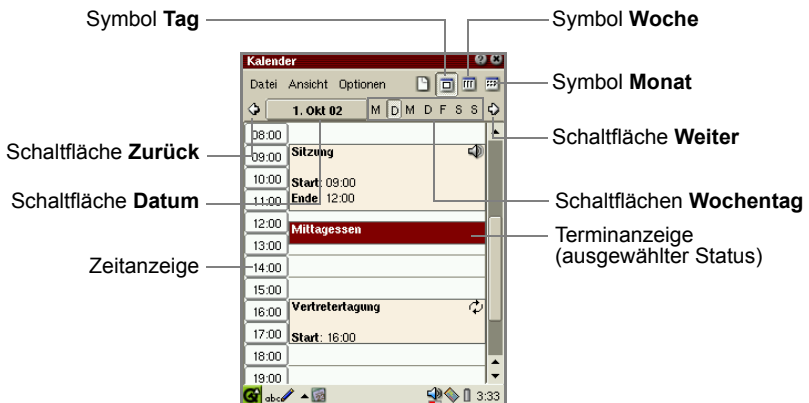 Symbol Tag
Symbol Woche
Kalender
Datei Ansicht Optionen
Symbol Monat
1. Okt 02 M D M D F S S
Schaltfläche Weiter
08:00
Schaltfläche Zurück
09:00 Sitzung
10:00 Start: 09:00
Schaltfläche Datum
11:00 Ende 12:00
Schaltflächen Wochentag
12:00 Mittagessen
Terminanzeige
(ausgewählter Status)
13:00
Zeitanzeige
14:00
15:00
16:00 Vertretertagung
17:00 Start: 16:00
18:00
19:00
abc 3:33